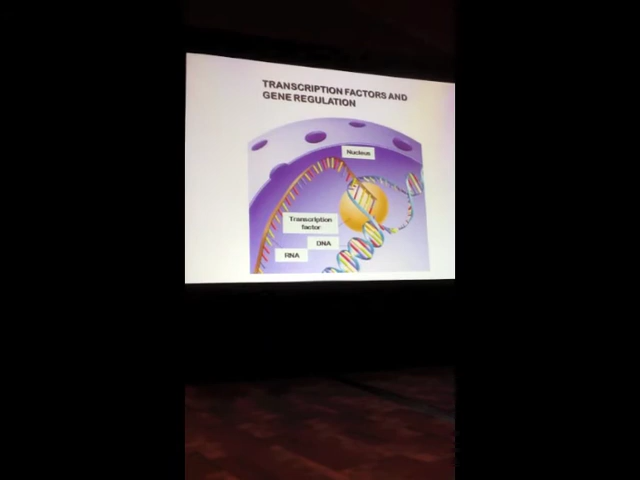 TRANSCRIPTION FACTORS AND
GENE REGULATION
Nucleus
Transcription
factor
DNA
RNA